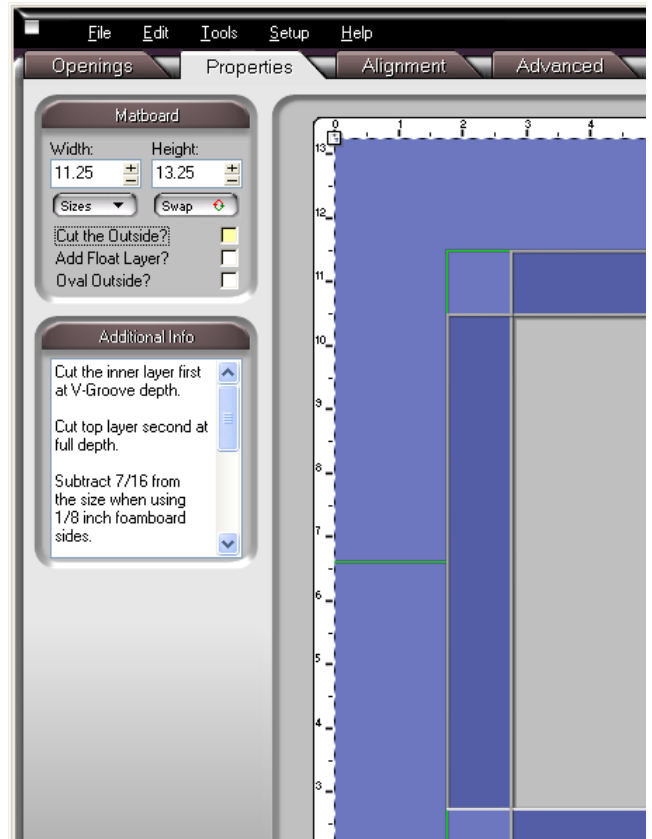 File Edit Tools Setup Help
Openings Properties Alignment Advanced
Matboard
Width: Height:
11.25 13.25
Sizes Swap
Cut the Outside?
Add Float Layer?
Oval Outside?
Additional Info
Cut the inner layer first
at V-Groove depth.
Cut top layer second at
full depth.
Subtract 7/16 from
the size when using
1/8 inch foamboard
sides.
0 1 2 3 4
13
12
11
10
9
8
7
6
5
4
3